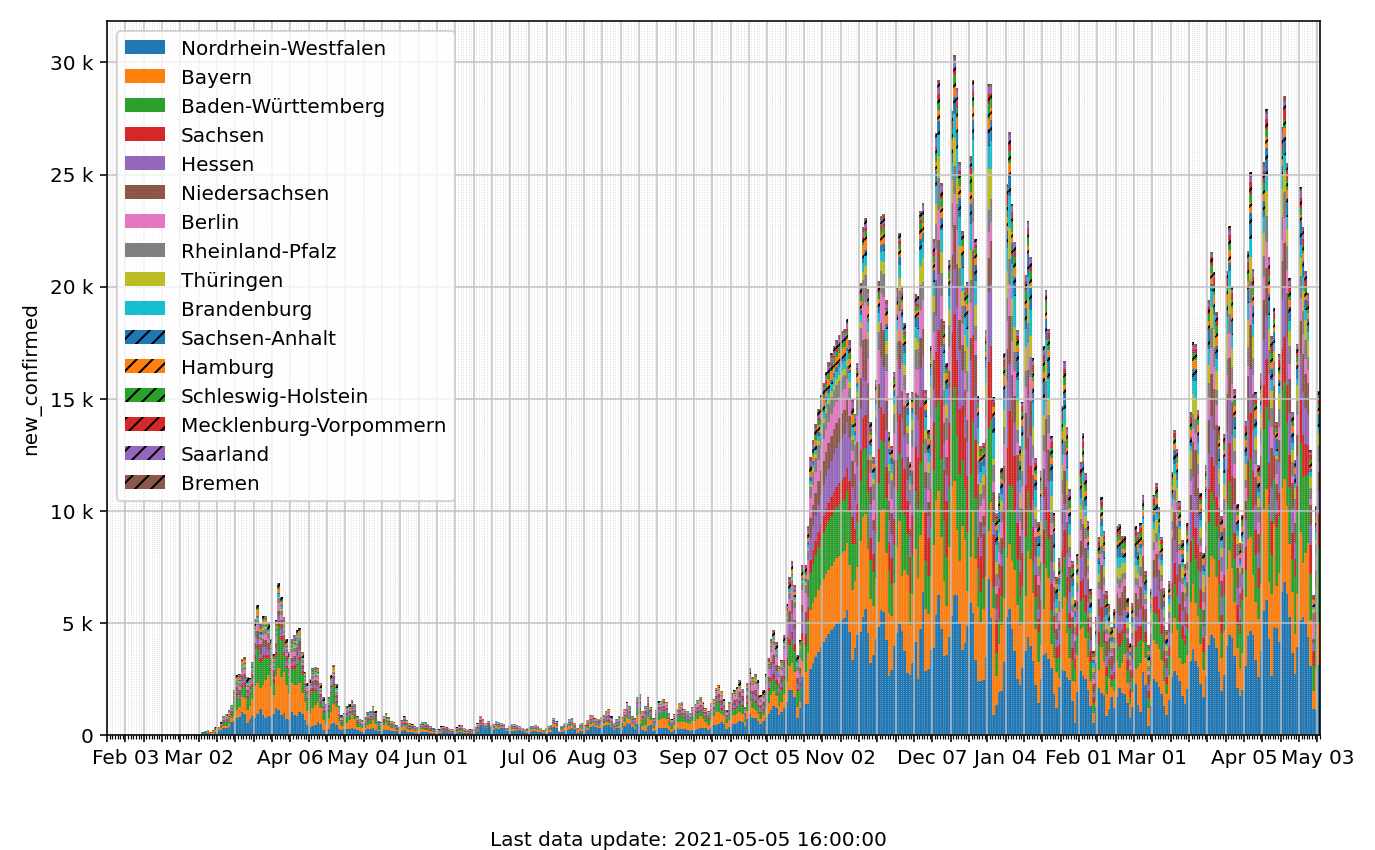 30 k
25 k
20 k
15 k
10 k
5 k
0
new_confirmed
Nordrhein-Westfalen
Bayern
Baden-Württemberg
Sachsen
Hessen
Niedersachsen
Berlin
Rheinland-Pfalz
Thüringen
Brandenburg
Sachsen-Anhalt
Hamburg
Schleswig-Holstein
Mecklenburg-Vorpommern
Saarland
Bremen
Feb 03 Mar 02 Apr 06 May 04 Jun 01 Jul 06 Aug 03 Sep 07 Oct 05 Nov 02 Dec 07 Jan 04 Feb 01 Mar 01 Apr 05 May 03
Last data update: 2021-05-05 16:00:00